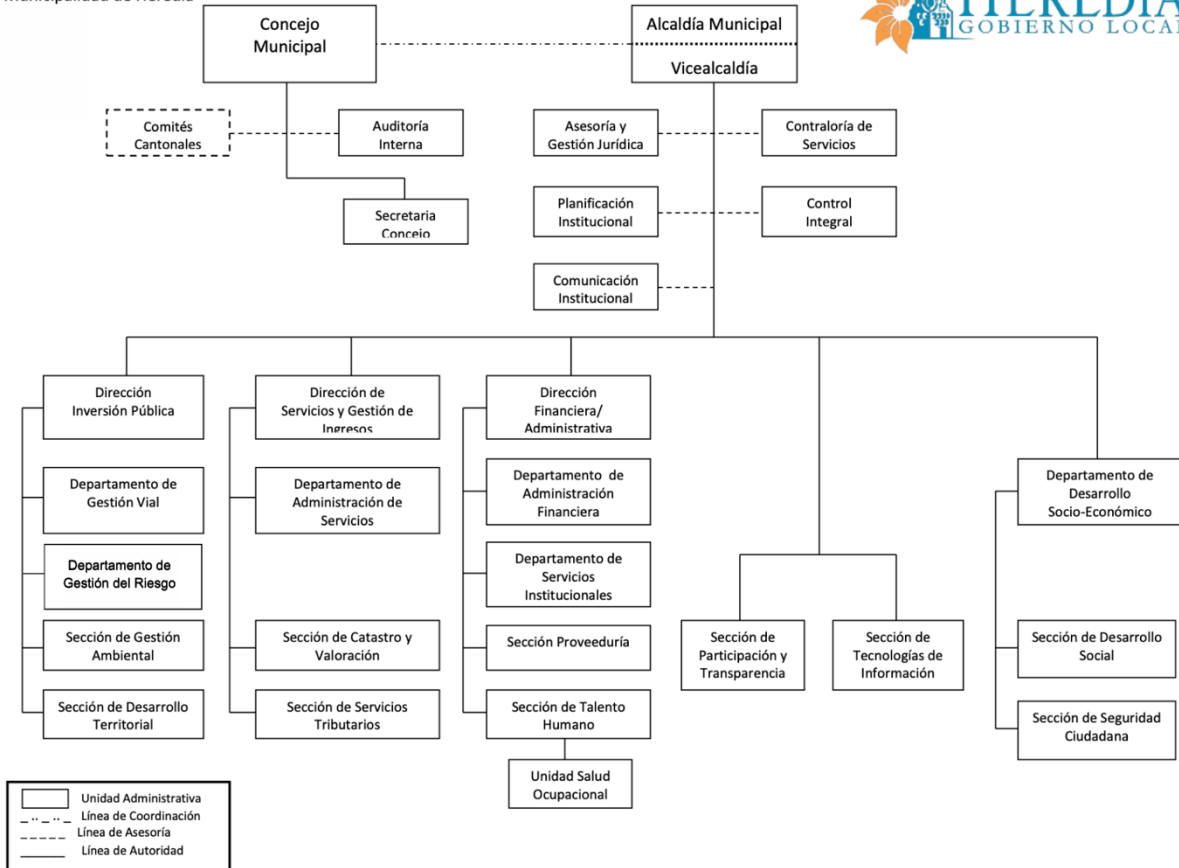 Municipalidad de Heredia
HEREDIA
GOBIERNO LOCAL
Concejo
Municipal
Alcaldía Municipal
Vicealcaldía
Comités
Cantonales
Auditoría
Interna
Asesoría y
Gestión Jurídica
Contraloría de
Servicios
Secretaria
Concejo
Planificación
Institucional
Control
Integral
Comunicación
Institucional
Dirección
Inversión Pública
Dirección de
Servicios y Gestión de
Ingresos
Dirección
Financiera/
Administrativa
Departamento de
Gestión Vial
Departamento de
Administración de
Servicios
Departamento de
Administración
Financiera
Departamento de
Desarrollo
Socio-Económico
Departamento de
Gestión del Riesgo
Departamento de
Servicios
Institucionales
Sección de Gestión
Ambiental
Sección de Catastro y
Valoración
Sección Proveeduría
Sección de
Participación y
Transparencia
Sección de
Tecnologías de
Información
Sección de Desarrollo
Social
Sección de Desarrollo
Territorial
Sección de Servicios
Tributarios
Sección de Talento
Humano
Sección de Seguridad
Ciudadana
Unidad Salud
Ocupacional
Unidad Administrativa
Línea de Coordinación
Línea de Asesoría
Línea de Autoridad